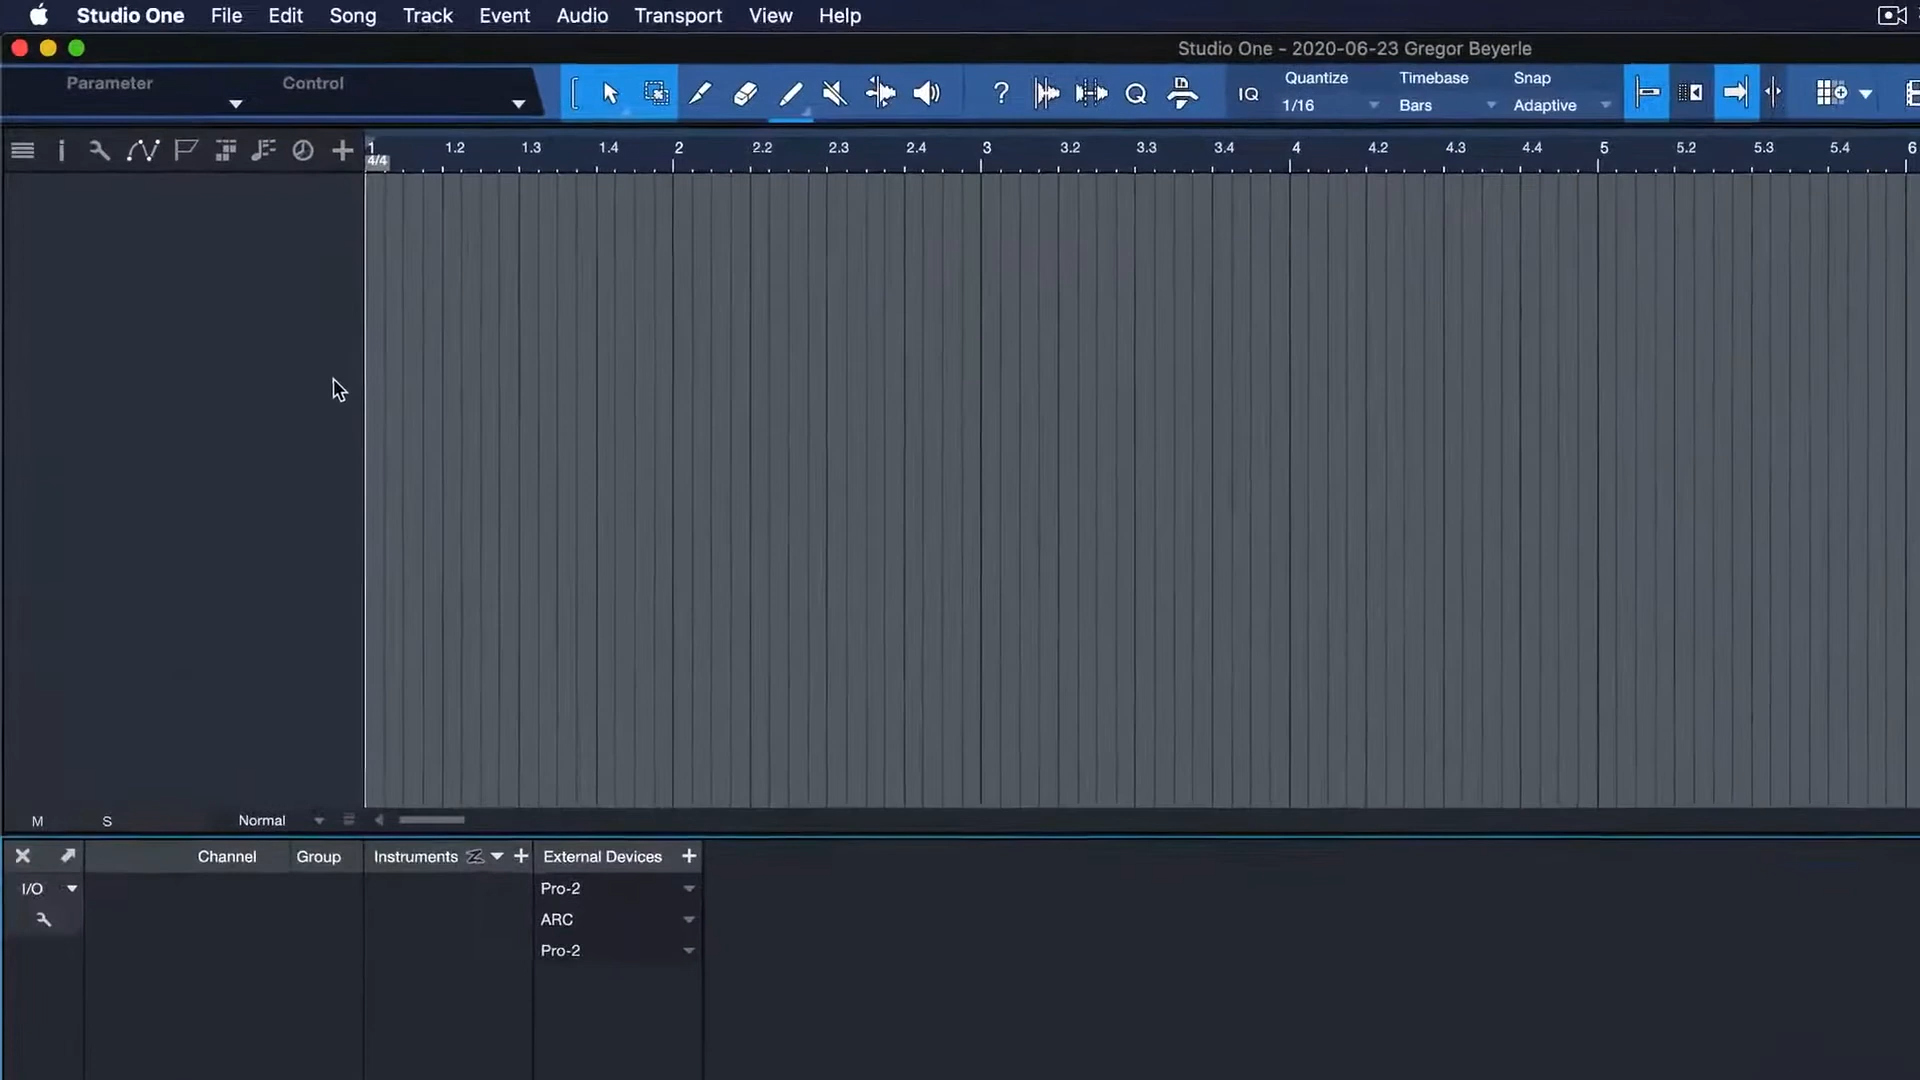 Studio One File Edit Song Track Event Audio Transport View Help
Studio One - 2020-06-23 Gregor Beyerle
Parameter Control
? Q IQ
Quantize Timebase Snap
1/16 Bars Adaptive
1 1.2 1.3 1.4 2 2.2 2.3 2.4 3 3.2 3.3 3.4 4 4.2 4.3 4.4 5 5.2 5.3 5.4 6
4/4
M S Normal
Channel Group Instruments External Devices
I/O Pro-2
ARC
Pro-2